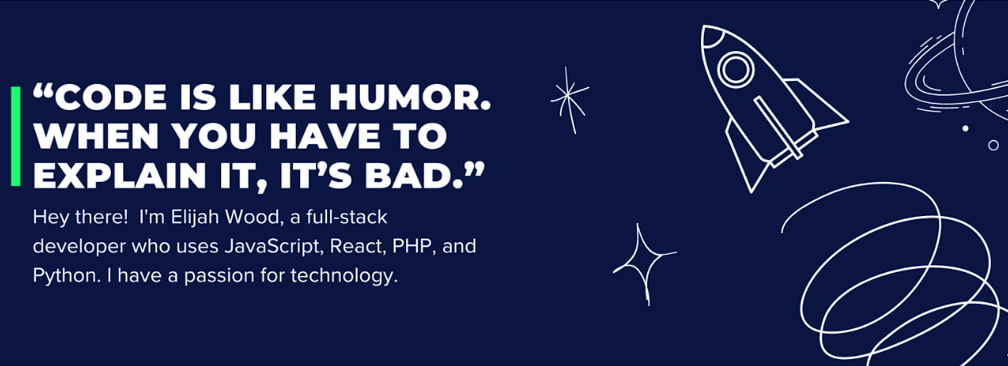 “CODE IS LIKE HUMOR.
WHEN YOU HAVE TO
EXPLAIN IT, IT’S BAD.”
Hey there!  I'm Elijah Wood, a full-stack
developer who uses JavaScript, React, PHP, and
Python. I have a passion for technology.